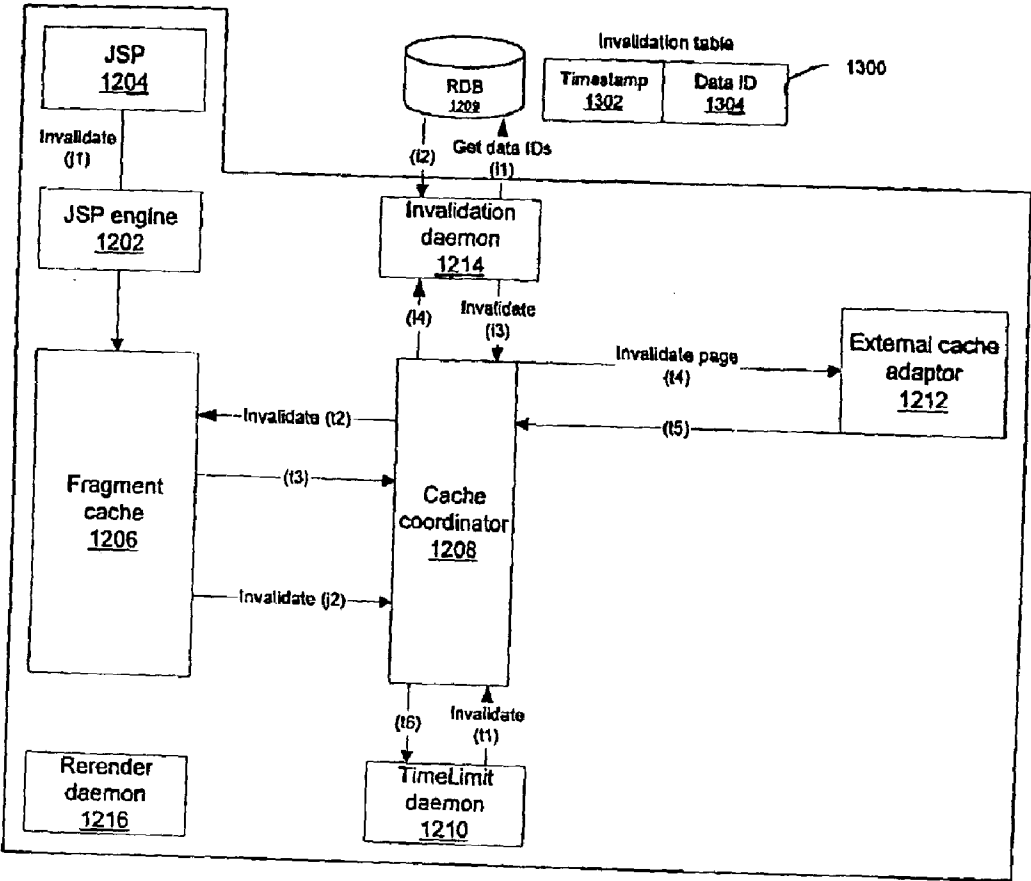 JSP
1204
Invalidate
(j1)
JSP engine
1202
RDB
1209
Invalidation table
Timestamp
1302
Data ID
1304
1300
(i2)
Get data IDs
(i1)
Invalidation
daemon
1214
(i4)
Invalidate
(i3)
Invalidate page
(t4)
External cache
adaptor
1212
(t5)
Invalidate (t2)
(t3)
Fragment
cache
1206
Cache
coordinator
1208
Invalidate (j2)
(t6)
Invalidate
(t1)
Rerender
daemon
1216
TimeLimit
daemon
1210